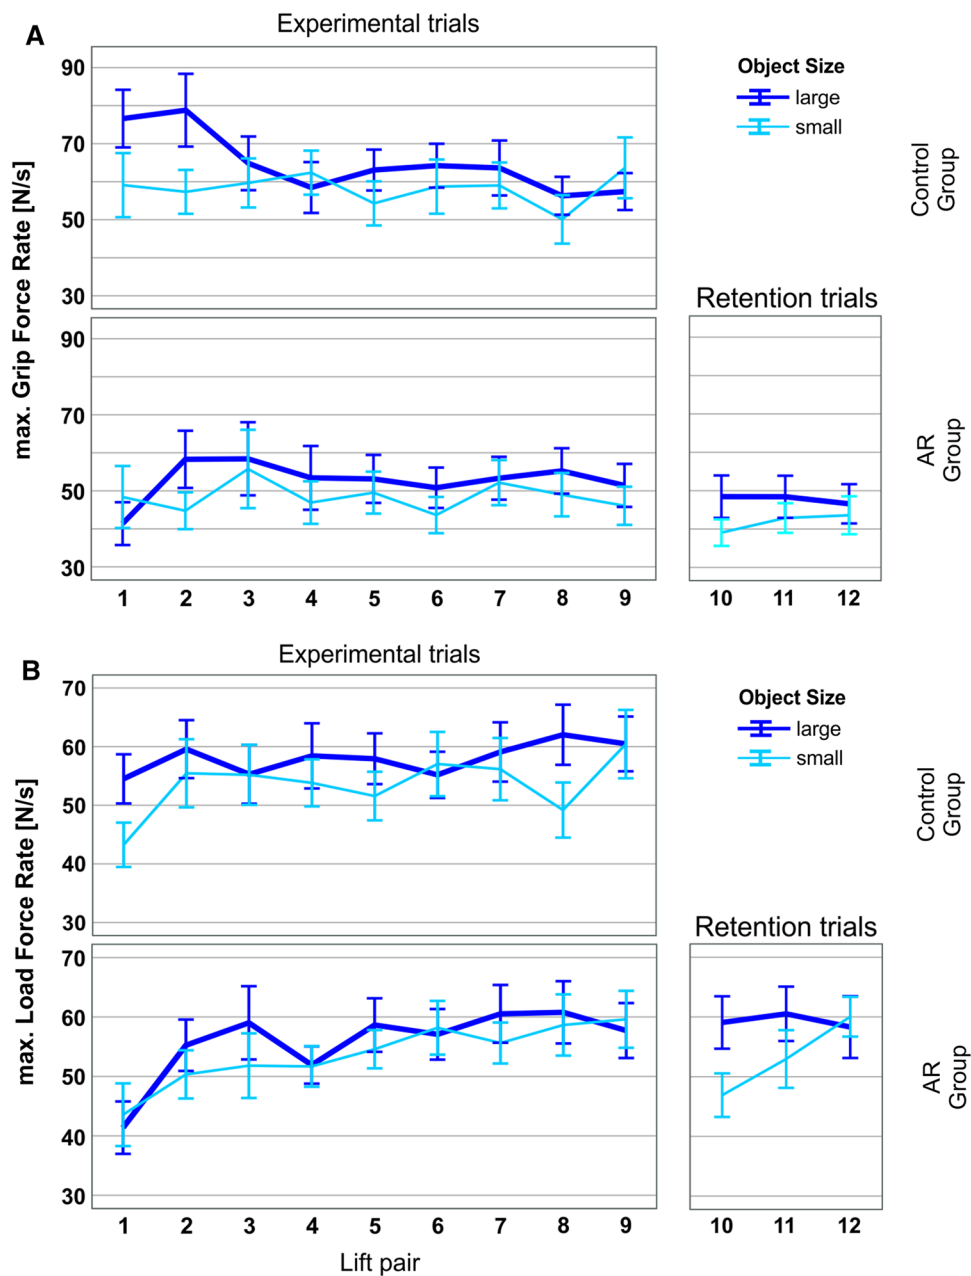 A
Experimental trials
max. Grip Force Rate [N/s]
90
70
50
30
Object Size
large
small
Control
Group
90
70
50
30
1 2 3 4 5 6 7 8 9
Retention trials
10 11 12
AR
Group
B
Experimental trials
max. Load Force Rate [N/s]
70
60
50
40
30
Object Size
large
small
Control
Group
70
60
50
40
30
1 2 3 4 5 6 7 8 9
Lift pair
Retention trials
10 11 12
AR
Group